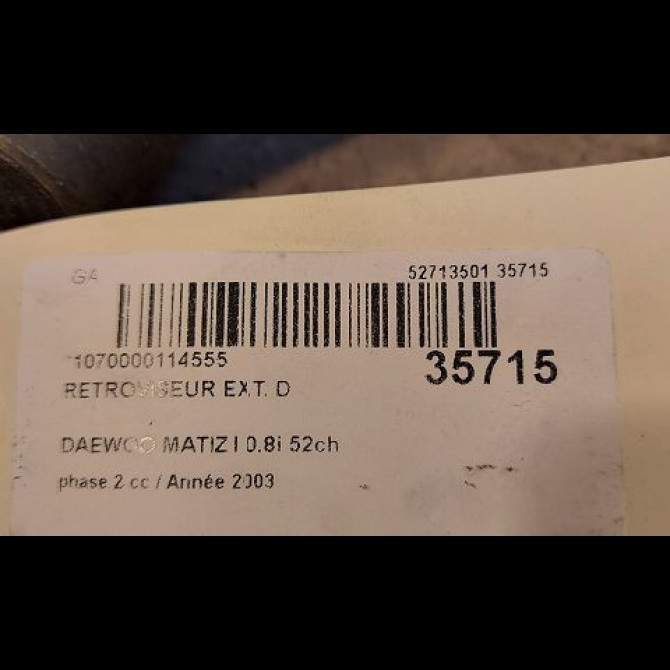 GA 52713501 35715
*1070000114555 35715
RETROVISEUR EXT. D
DAEWOO MATIZ I 0.8i 52ch
phase 2 cc / Année 2003